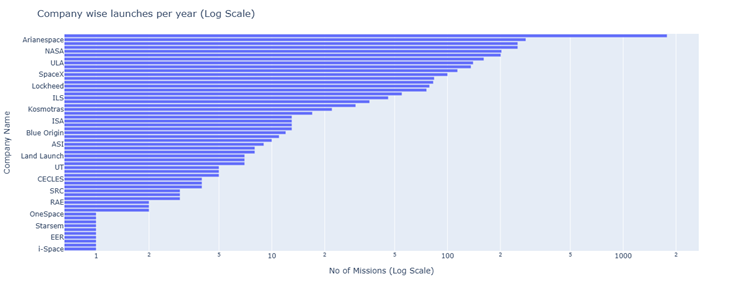 Company wise launches per year (Log Scale)
Company Name
Arianespace
NASA
ULA
SpaceX
Lockheed
ILS
Kosmotras
ISA
Blue Origin
ASI
Land Launch
UT
CECLES
SRC
RAE
OneSpace
Starsem
EER
i-Space
1 2 5 10 2 5 100 2 5 1000 2
No of Missions (Log Scale)